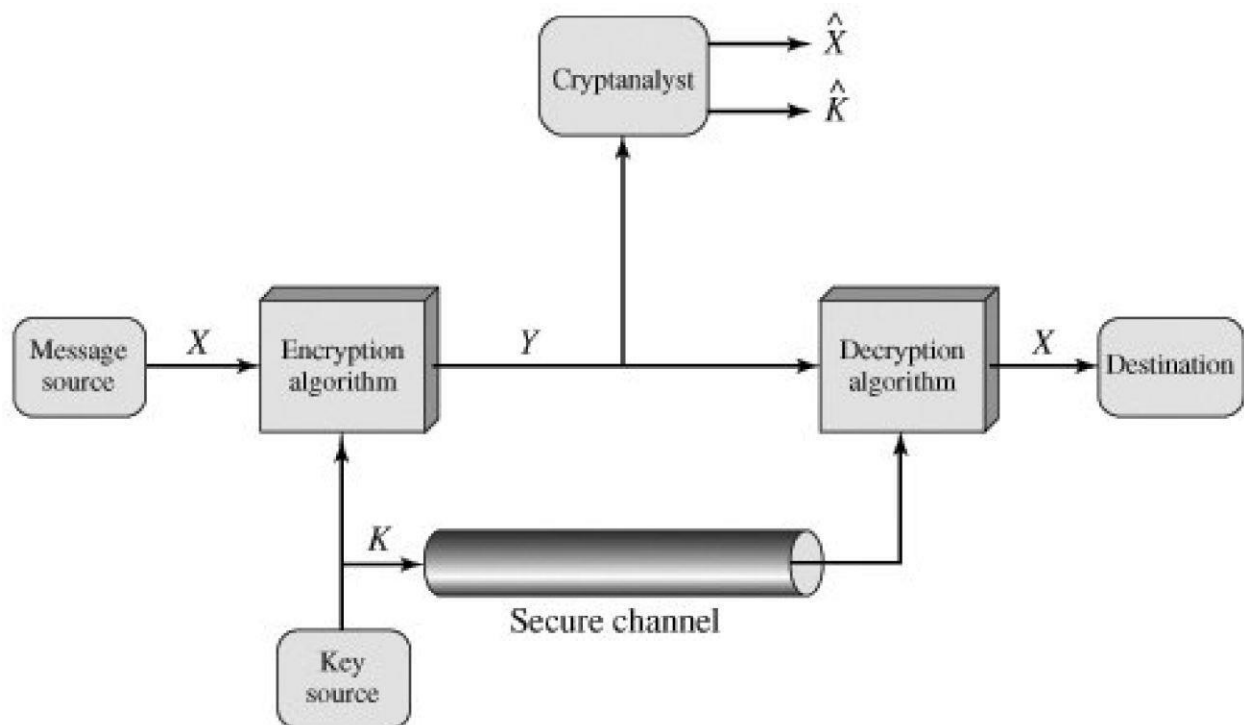 Cryptanalyst
X̂
K̂
Message
source
X
Encryption
algorithm
Y
Decryption
algorithm
X
Destination
K
Secure channel
Key
source